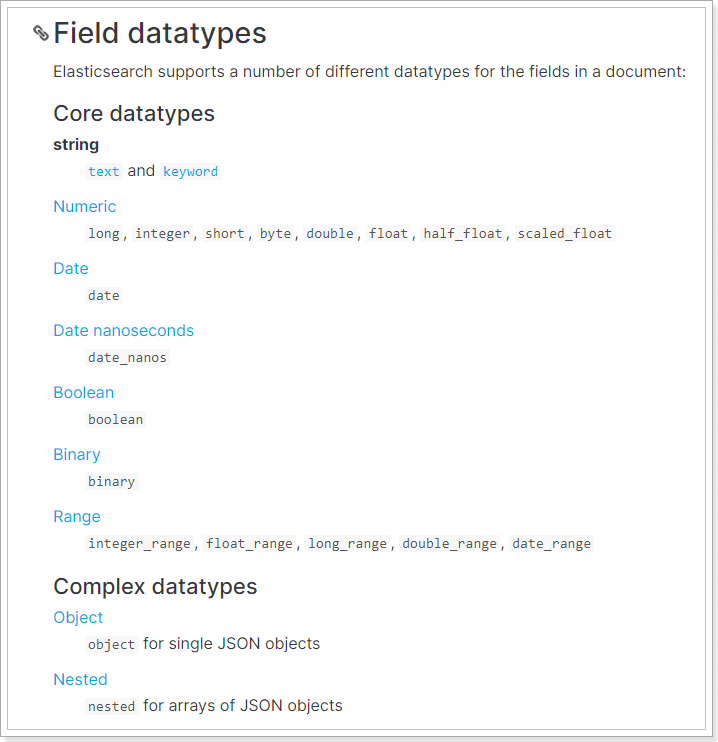 Field datatypes
Elasticsearch supports a number of different datatypes for the fields in a document:
Core datatypes
string
text and keyword
Numeric
long, integer, short, byte, double, float, half_float, scaled_float
Date
date
Date nanoseconds
date_nanos
Boolean
boolean
Binary
binary
Range
integer_range, float_range, long_range, double_range, date_range
Complex datatypes
Object
object for single JSON objects
Nested
nested for arrays of JSON objects